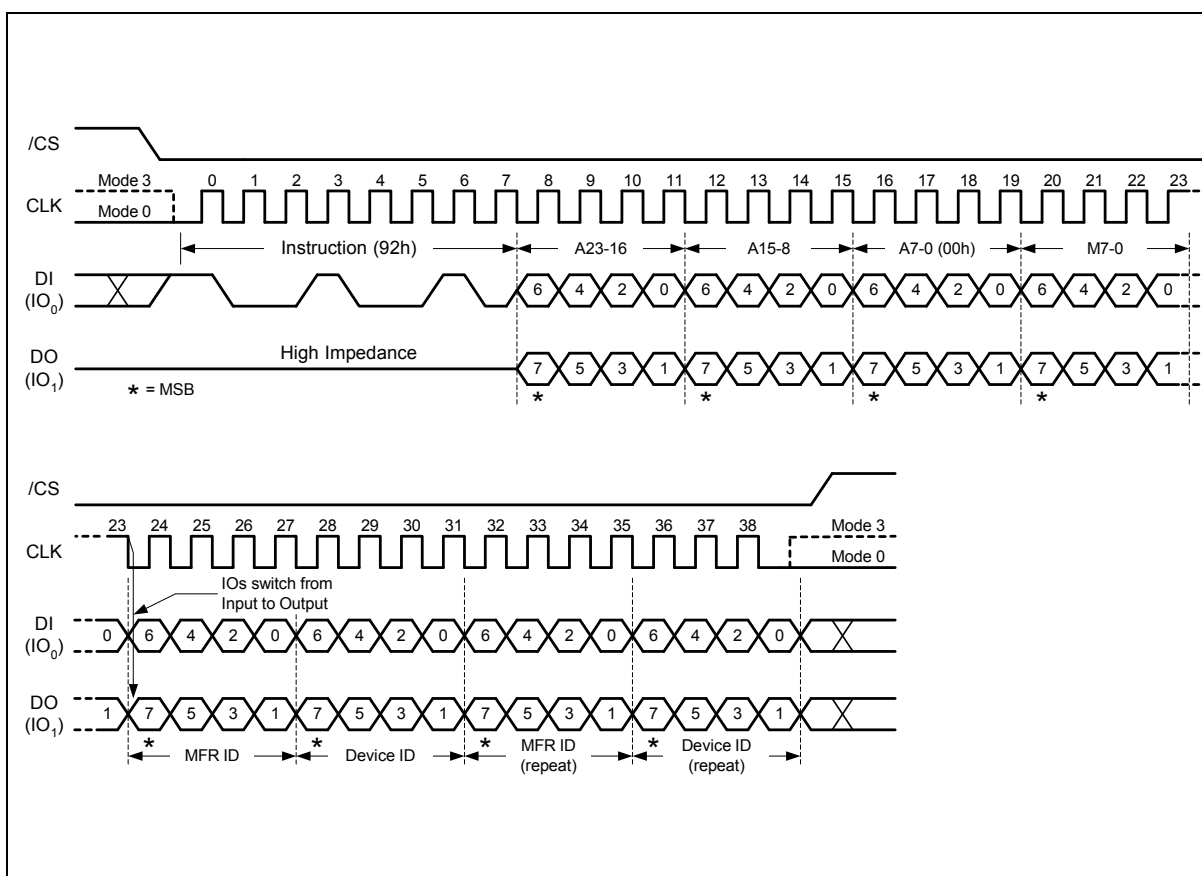 /CS
Mode 3
CLK
Mode 0
0 1 2 3 4 5 6 7 8 9 10 11 12 13 14 15 16 17 18 19 20 21 22 23
Instruction (92h)
A23-16
A15-8
A7-0 (00h)
M7-0
DI
(IO0)
6 4 2 0 6 4 2 0 6 4 2 0 6 4 2 0
DO
(IO1)
High Impedance
7 5 3 1 7 5 3 1 7 5 3 1 7 5 3 1
* = MSB
* * * *
/CS
23 24 25 26 27 28 29 30 31 32 33 34 35 36 37 38
Mode 3
CLK
Mode 0
IOs switch from
Input to Output
DI
(IO0)
0 6 4 2 0 6 4 2 0 6 4 2 0 6 4 2 0
DO
(IO1)
1 7 5 3 1 7 5 3 1 7 5 3 1 7 5 3 1
* * * *
MFR ID
Device ID
MFR ID
(repeat)
Device ID
(repeat)